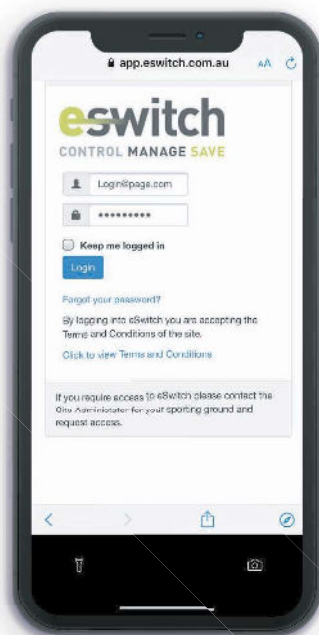 app.eswitch.com.au AA
eswitch
CONTROL MANAGE SAVE
Login@page.com
*********
Keep me logged in
Login
Forgot your password?
By logging into eSwitch you are accepting the
Terms and Conditions of the site.
Click to view Terms and Conditions
If you require access to eSwitch please contact the
Site Administrator for your sporting ground and
request access.